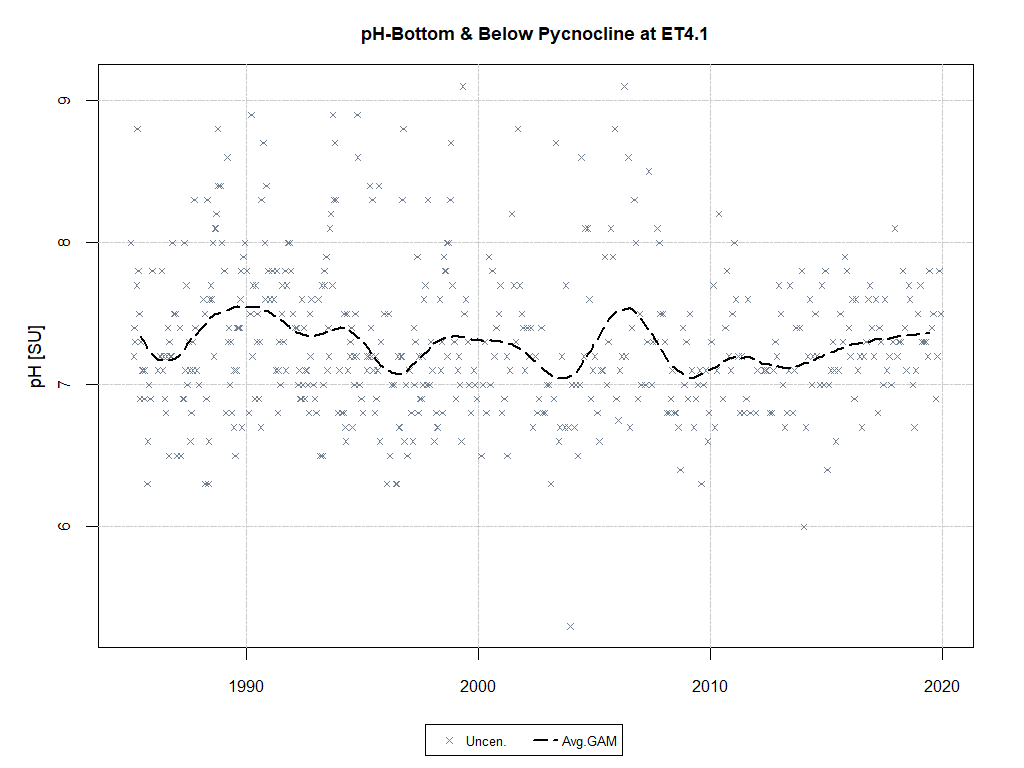 pH-Bottom & Below Pycnocline at ET4.1
9
8
7
6
pH [SU]
1990 2000 2010 2020
Uncen. Avg.GAM